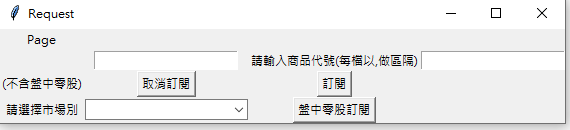 Request
Page
請輸入商品代號(每檔以,做區隔)
(不含盤中零股) 取消訂閱 訂閱
請選擇市場別 盤中零股訂閱